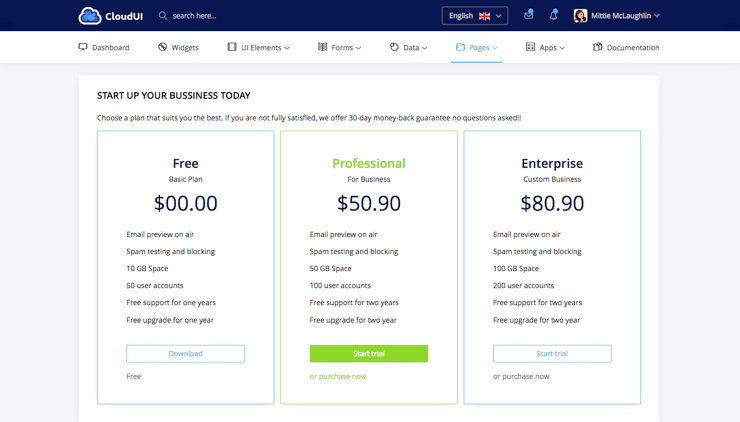 CloudUI
search here...
English
Mittie McLaughlin
Dashboard
Widgets
UI Elements
Forms
Data
Pages
Apps
Documentation
START UP YOUR BUSSINESS TODAY
Choose a plan that suits you the best. If you are not fully satisfied, we offer 30-day money-back guarantee no questions asked!!
Free
Basic Plan
$00.00
Email preview on air
Spam testing and blocking
10 GB Space
50 user accounts
Free support for one years
Free upgrade for one year
Download
Free
Professional
For Business
$50.90
Email preview on air
Spam testing and blocking
50 GB Space
100 user accounts
Free support for two years
Free upgrade for two year
Start trial
or purchase now
Enterprise
Custom Business
$80.90
Email preview on air
Spam testing and blocking
100 GB Space
200 user accounts
Free support for two years
Free upgrade for two year
Start trial
or purchase now